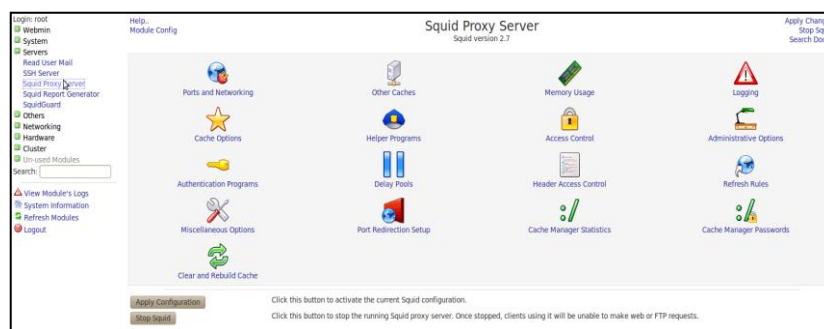 Login: root
Webmin
System
Servers
Read User Mail
SSH Server
Squid Proxy Server
Squid Report Generator
SquidGuard
Others
Networking
Hardware
Cluster
Un-used Modules
Search:
View Module's Logs
System Information
Refresh Modules
Logout
Help..
Module Config
Squid Proxy Server
Squid version 2.7
Apply Chang
Stop Sq
Search Doc
Ports and Networking
Other Caches
Memory Usage
Logging
Cache Options
Helper Programs
Access Control
Administrative Options
Authentication Programs
Delay Pools
Header Access Control
Refresh Rules
Miscellaneous Options
Port Redirection Setup
Cache Manager Statistics
Cache Manager Passwords
Clear and Rebuild Cache
Apply Configuration
Click this button to activate the current Squid configuration.
Stop Squid
Click this button to stop the running Squid proxy server. Once stopped, clients using it will be unable to make web or FTP requests.